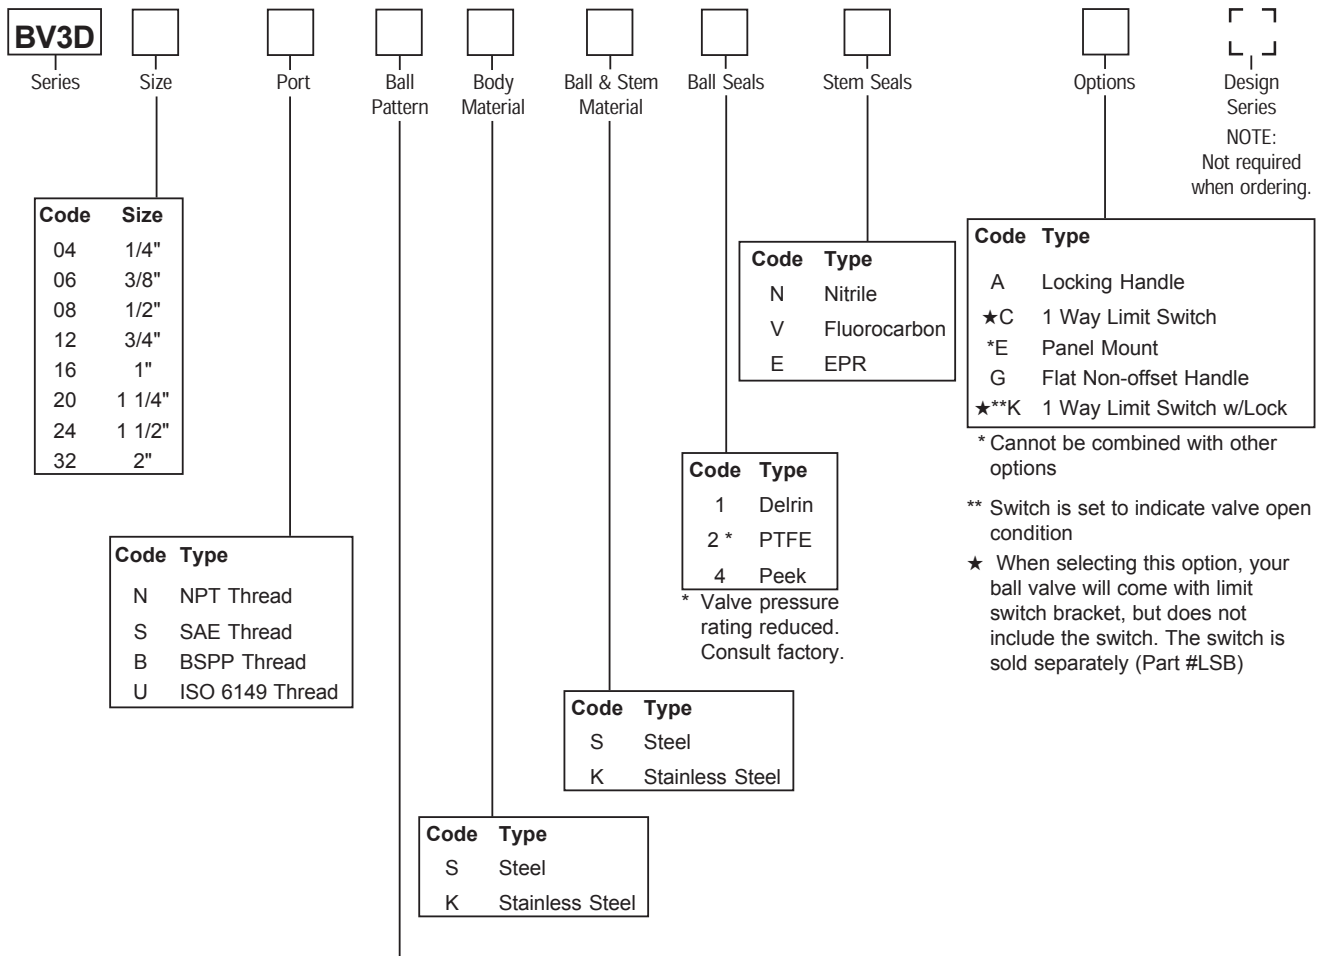 BV3D
Series
Size
Port
Ball
Pattern
Body
Material
Ball & Stem
Material
Ball Seals
Stem Seals
Options
Design
Series
NOTE:
Not required
when ordering.
Code Size
04 1/4"
06 3/8"
08 1/2"
12 3/4"
16 1"
20 1 1/4"
24 1 1/2"
32 2"
Code Type
N NPT Thread
S SAE Thread
B BSPP Thread
U ISO 6149 Thread
Code Type
S Steel
K Stainless Steel
Code Type
S Steel
K Stainless Steel
Code Type
1 Delrin
2 * PTFE
4 Peek
* Valve pressure
rating reduced.
Consult factory.
Code Type
N Nitrile
V Fluorocarbon
E EPR
Code Type
A Locking Handle
★C 1 Way Limit Switch
*E Panel Mount
G Flat Non-offset Handle
★**K 1 Way Limit Switch w/Lock
* Cannot be combined with other
options
** Switch is set to indicate valve open
condition
★ When selecting this option, your
ball valve will come with limit
switch bracket, but does not
include the switch. The switch is
sold separately (Part #LSB)